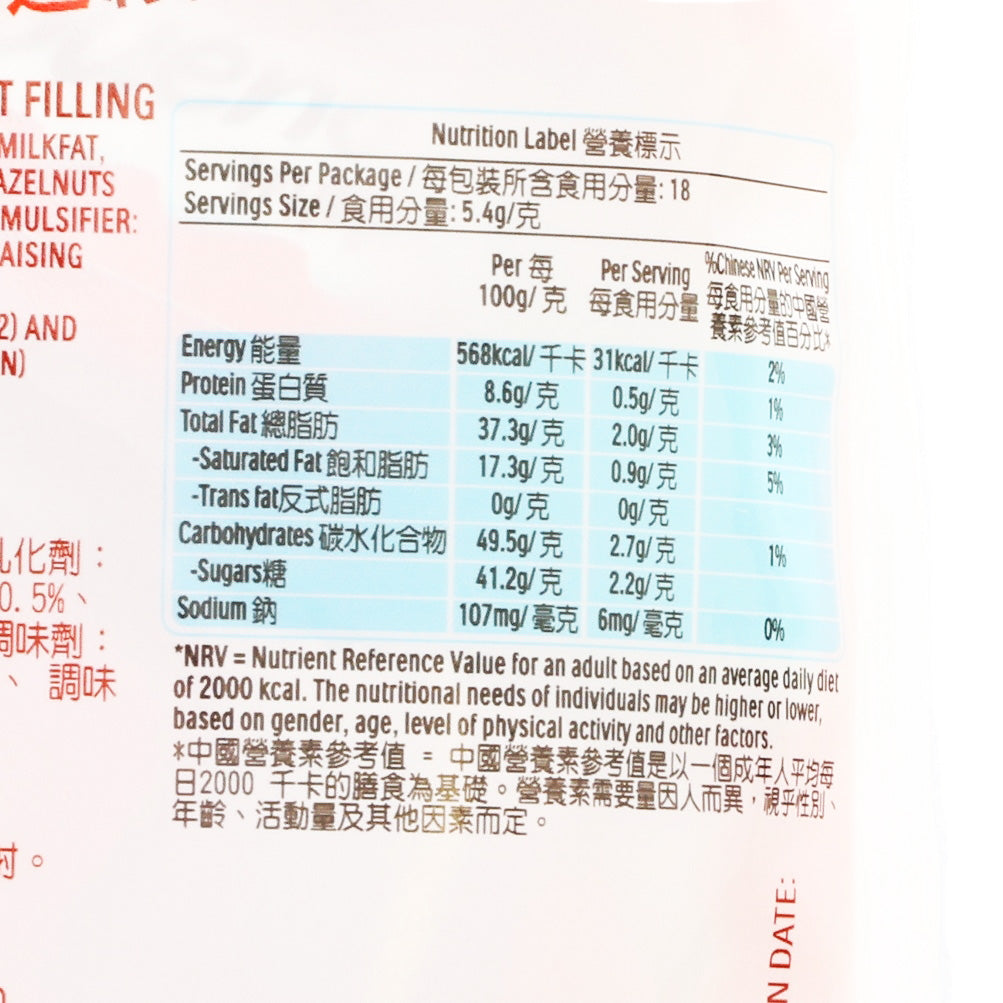 T FILLING
MILKFAT,
AZELNUTS
MULSIFIER:
AISING
2) AND
N)
乳化劑：
0.5%、
調味劑：
、調味
Nutrition Label 營養標示
Servings Per Package / 每包裝所含食用分量: 18
Servings Size / 食用分量: 5.4g/克
Per 每 Per Serving %Chinese NRV Per Serving
100g/ 克 每食用分量 每食用分量的中國營
養素參考值百分比*
Energy 能量 568kcal/ 千卡 31kcal/ 千卡 2%
Protein 蛋白質 8.6g/ 克 0.5g/ 克 1%
Total Fat 總脂肪 37.3g/ 克 2.0g/ 克 3%
-Saturated Fat 飽和脂肪 17.3g/ 克 0.9g/ 克 5%
-Trans fat反式脂肪 0g/ 克 0g/ 克
Carbohydrates 碳水化合物 49.5g/ 克 2.7g/ 克 1%
-Sugars糖 41.2g/ 克 2.2g/ 克
Sodium 鈉 107mg/ 毫克 6mg/ 毫克 0%
*NRV = Nutrient Reference Value for an adult based on an average daily diet
of 2000 kcal. The nutritional needs of individuals may be higher or lower,
based on gender, age, level of physical activity and other factors.
*中國營養素參考值 = 中國營養素參考值是以一個成年人平均每
日2000 千卡的膳食為基礎。營養素需要量因人而異，視乎性別、
年齡、活動量及其他因素而定。
N DATE: